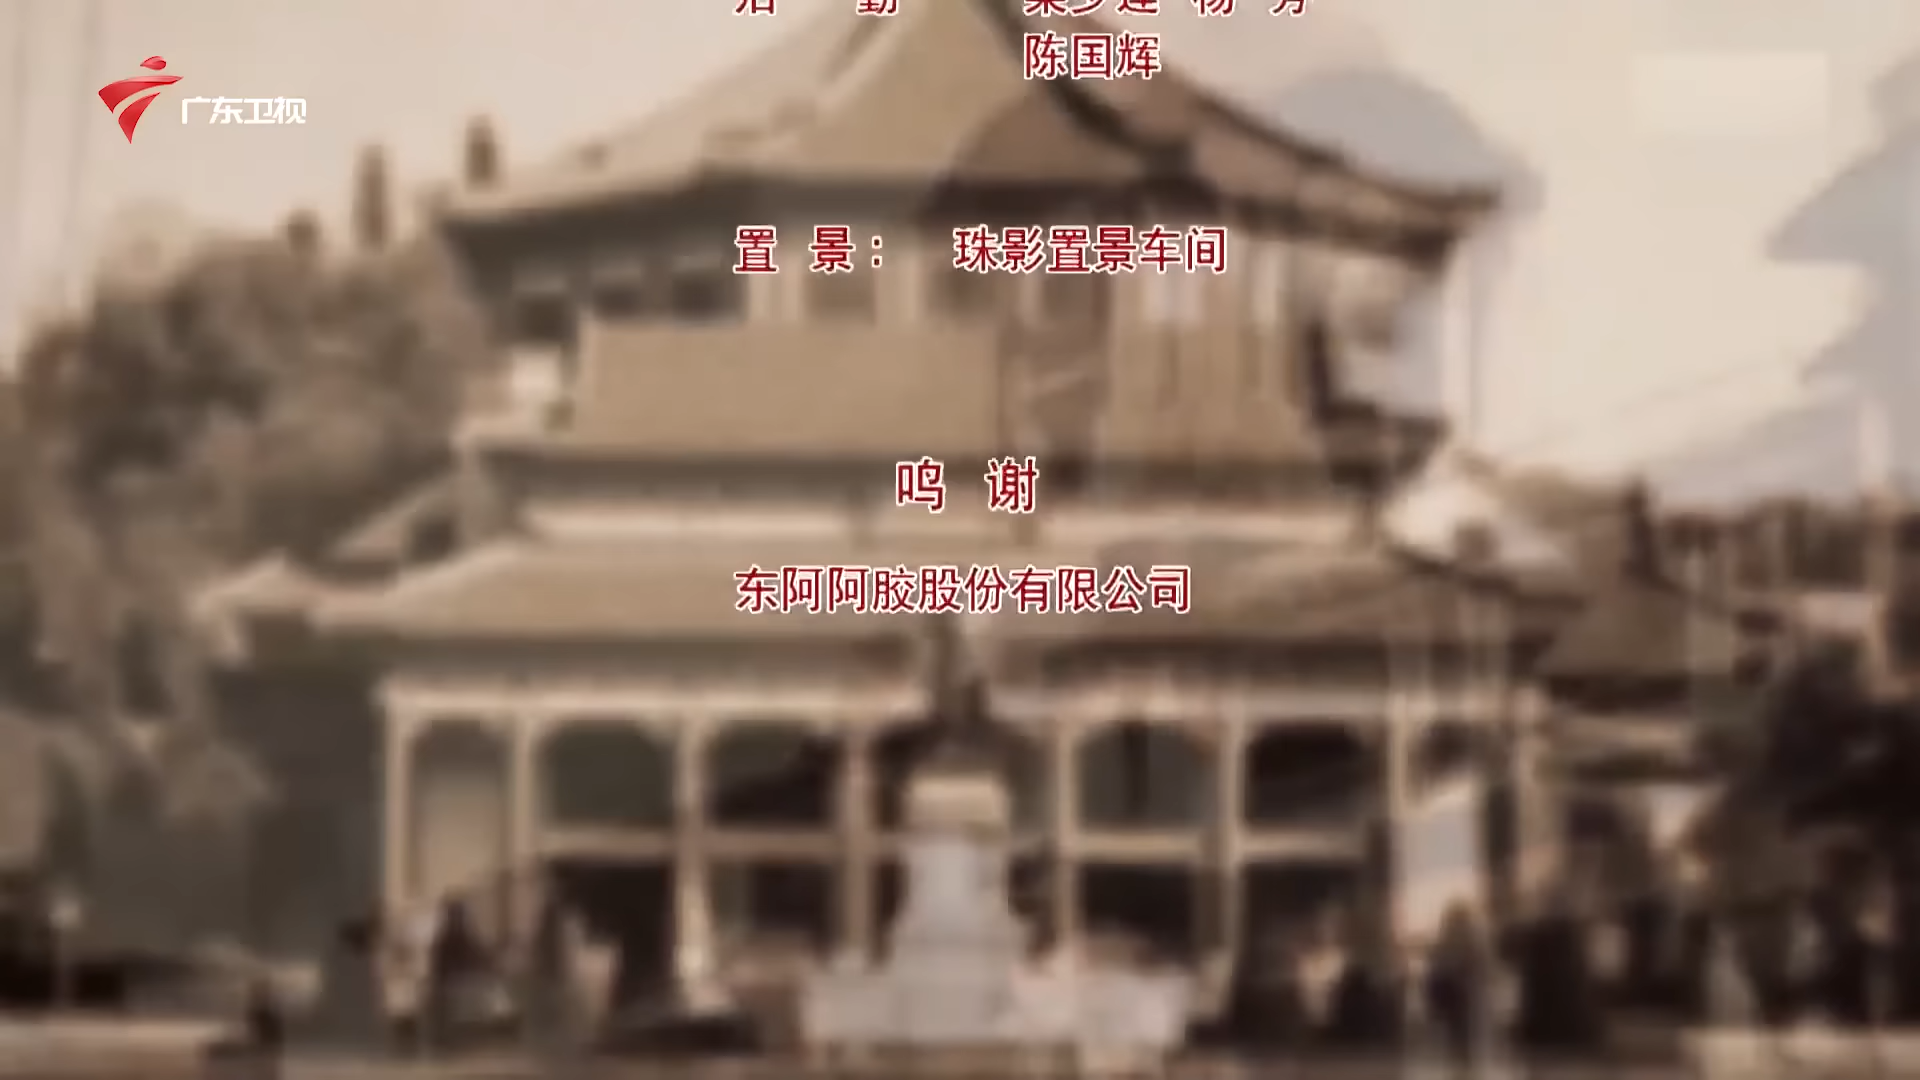 陈国辉
广东卫视
置 景： 珠影置景车间
鸣 谢
东阿阿胶股份有限公司